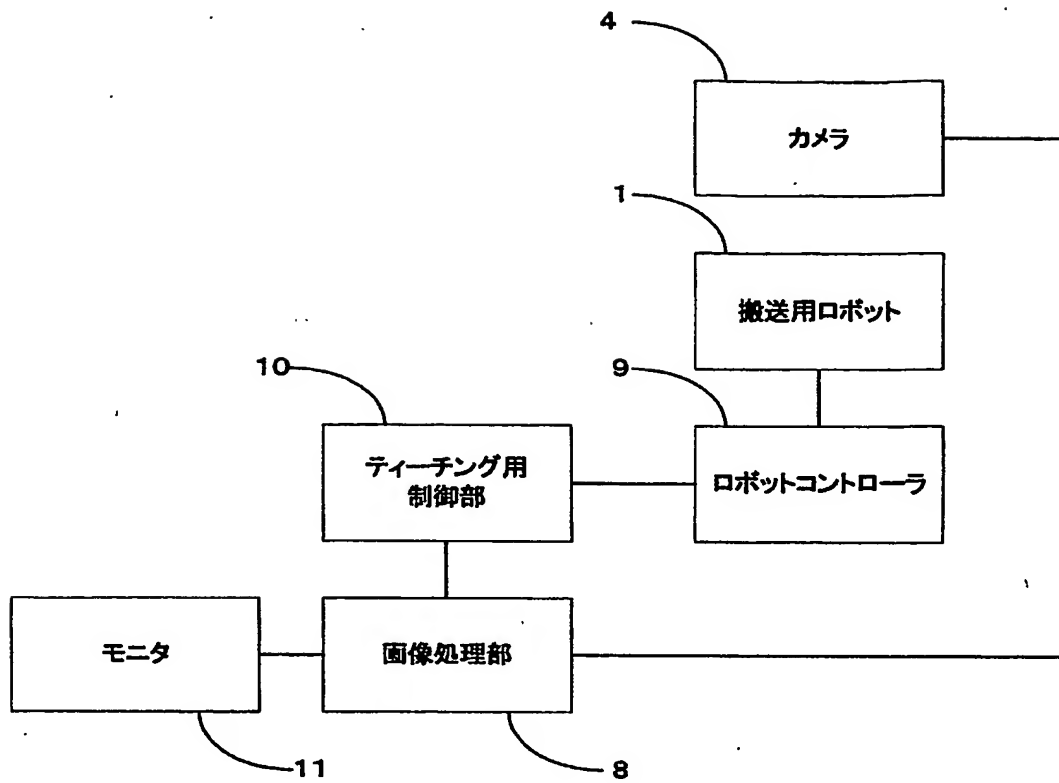 4
カメラ
1
搬送用ロボット
10
9
ティーチング用
制御部
ロボットコントローラ
モニタ
画像処理部
11
8